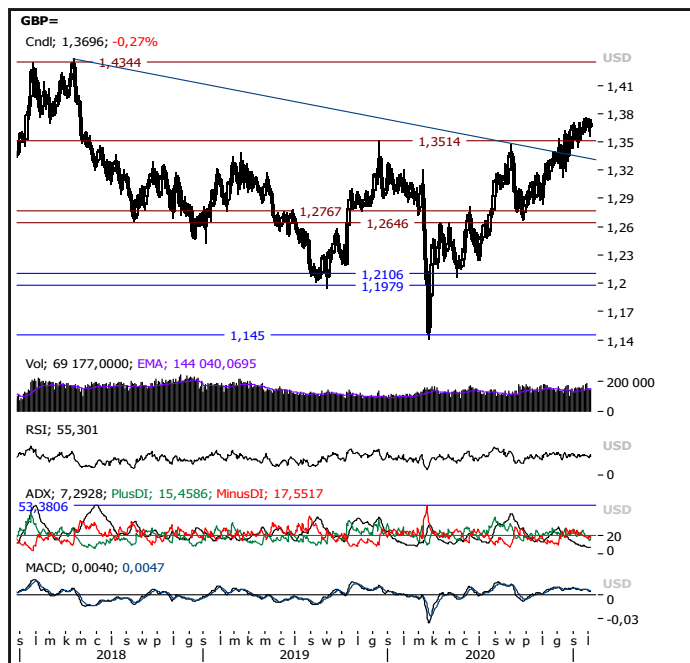 GBP=
Cndl; 1,3696; -0,27%
USD
1,4344
1,41
1,38
1,35
1,3514
1,32
1,29
1,2767
1,2646
1,26
1,23
1,2106
1,2
1,1979
1,17
1,145
1,14
Vol; 69 177,0000; EMA; 144 040,0695
200 000
0
RSI; 55,301
USD
0
ADX; 7,2928; PlusDI; 15,4586; MinusDI; 17,5517
53,3806
USD
20
0
MACD; 0,0040; 0,0047
USD
0
-0,03
s l m k m c l g s l k m c l g s l m k m c l s w p l g s l k m c l s w p l g s l
2018 2019 2020